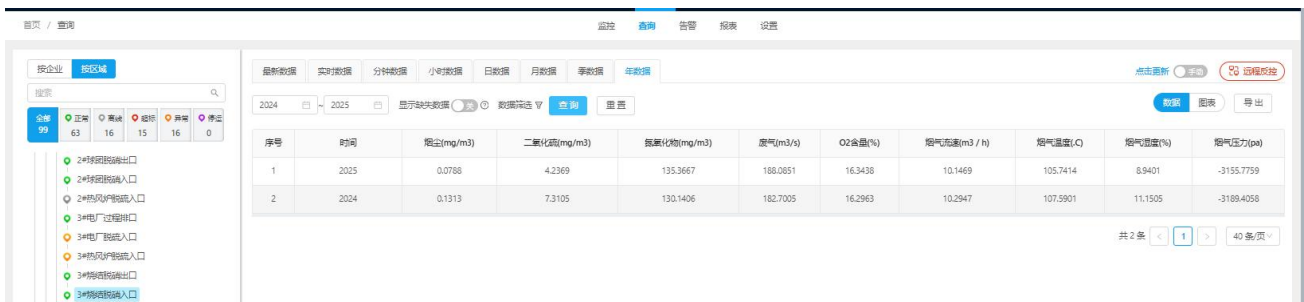 首页 / 查询
监控 查询 告警 报表 设置
按企业 按区域
搜索
全部 99
正常 63
离线 16
超标 15
异常 16
停运 0
2#球团脱硝出口
2#球团脱硝入口
2#热风炉脱硫入口
3#电厂过程排口
3#电厂脱硫入口
3#热风炉脱硫入口
3#烧结脱硝出口
3#烧结脱硝入口
最新数据 实时数据 分钟数据 小时数据 日数据 月数据 季数据 年数据
点击更新 手动 远程反控
2024 - 2025 显示缺失数据 关 数据筛选 查询 重置
数据 图表 导出
序号 时间 烟尘(mg/m3) 二氧化硫(mg/m3) 氮氧化物(mg/m3) 废气(m3/s) O2含量(%) 烟气流速(m3 / h) 烟气温度(.C) 烟气湿度(%) 烟气压力(pa)
1 2025 0.0788 4.2369 135.3667 188.0851 16.3438 10.1469 105.7414 8.9401 -3155.7759
2 2024 0.1313 7.3105 130.1406 182.7005 16.2963 10.2947 107.5901 11.1505 -3189.4058
共2条 < 1 > 40条/页